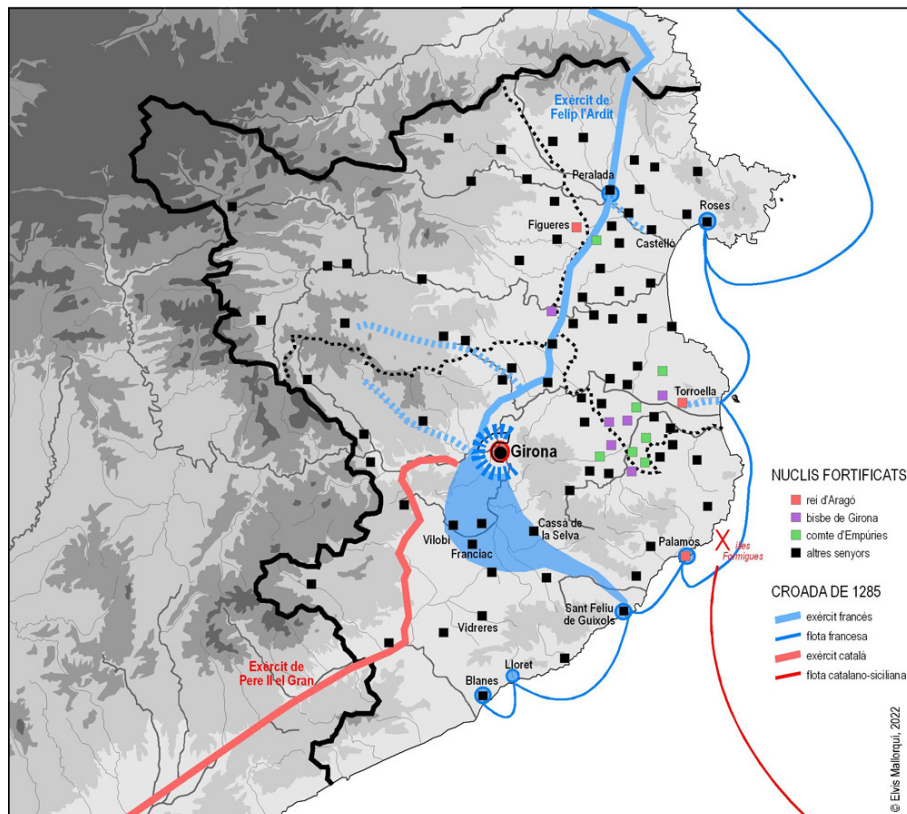 Exèrcit de
Felip l'Ardit
Peralada
Roses
Figueres
Castelló
Torroella
Girona
Cassà de
la Selva
Vilobí
Franciac
Palamós
illes
Formigues
Sant Feliu
de Guíxols
Vidreres
Exèrcit de
Pere II el Gran
Lloret
Blanes
NUCLIS FORTIFICATS
rei d'Aragó
bisbe de Girona
comte d'Empúries
altres senyors
CROADA DE 1285
exèrcit francès
flota francesa
exèrcit català
flota catalano-siciliana
© Elvis Mallorquí, 2022